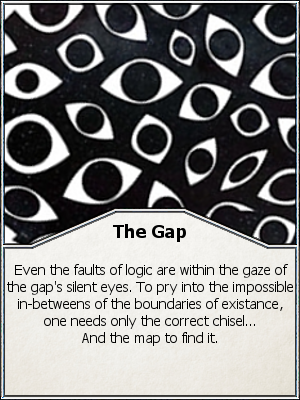 The Gap
Even the faults of logic are within the gaze of
the gap's silent eyes. To pry into the impossible
in-betweens of the boundaries of existance,
one needs only the correct chisel...
And the map to find it.